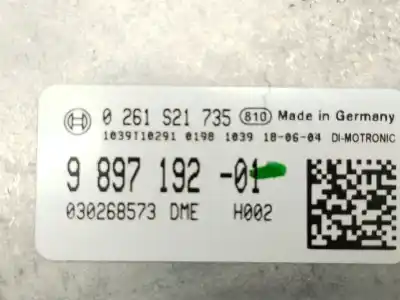 0 261 S21 735 810 Made in Germany
1039T10291 0198 1039 18-06-04 DI-MOTRONIC
9 897 192 -01
030268573 DME H002